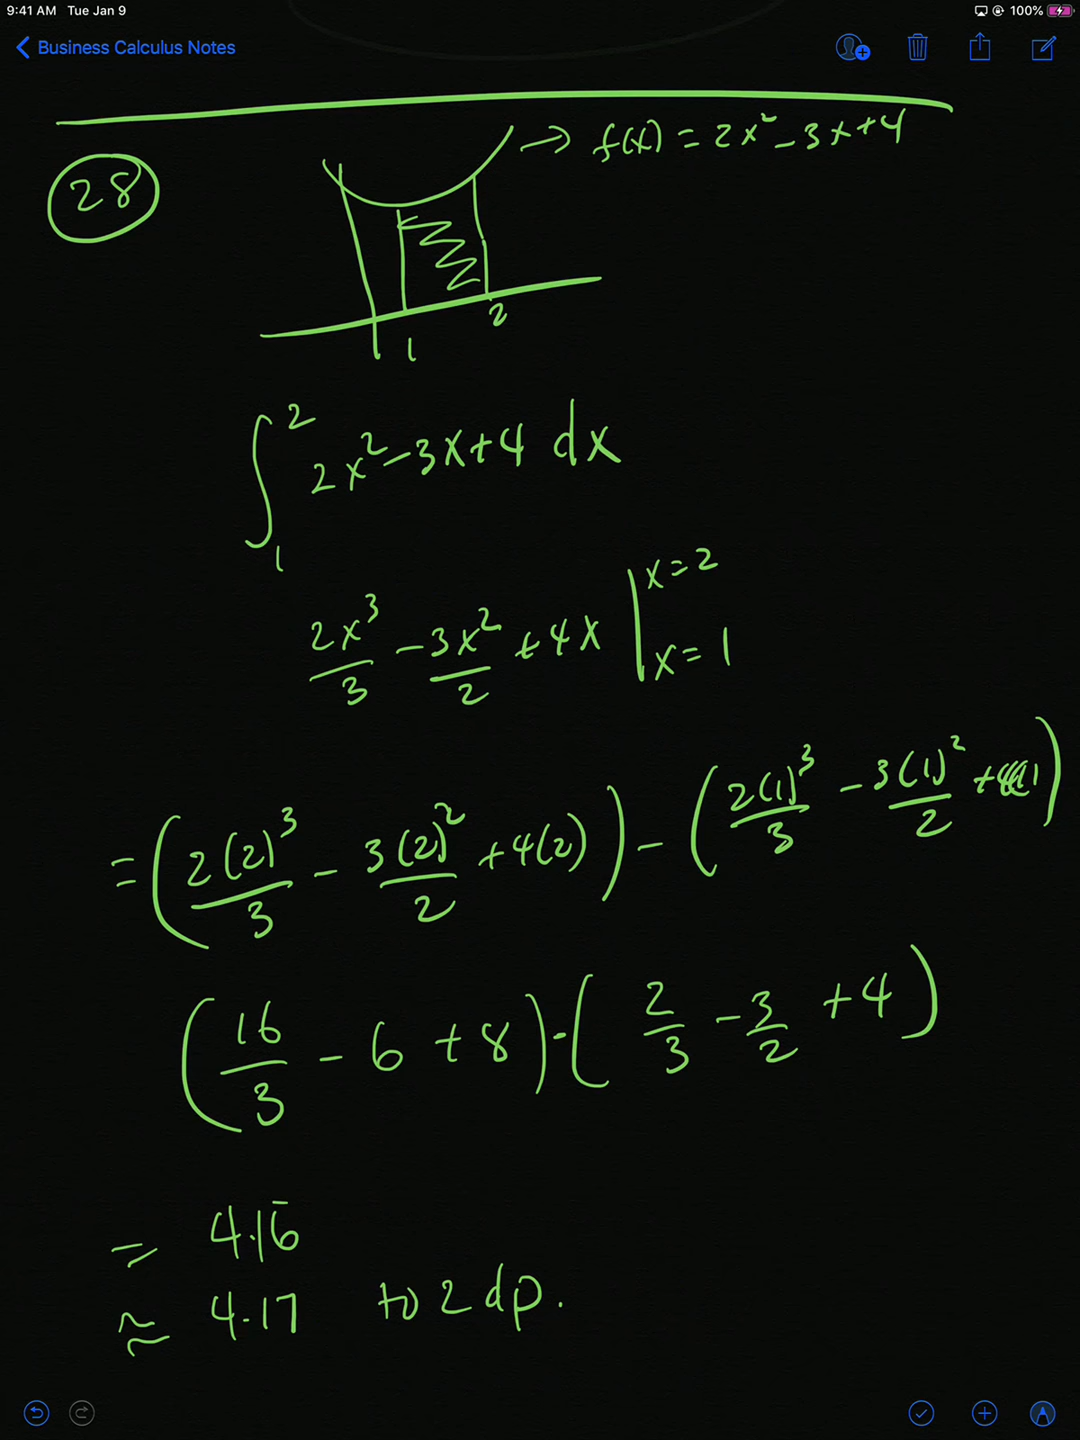 9:41 AM Tue Jan 9 100%
Business Calculus Notes
28 → f(x) = 2x² - 3x + 4
1 2
∫₁² 2x² - 3x + 4 dx
2x³/3 - 3x²/2 + 4x | x=2 x=1
= (2(2)³/3 - 3(2)²/2 + 4(2)) - (2(1)³/3 - 3(1)²/2 + 4(1)
(16/3 - 6 + 8) - (2/3 - 3/2 + 4)
= 4.16̅
≈ 4.17 to 2 dp.